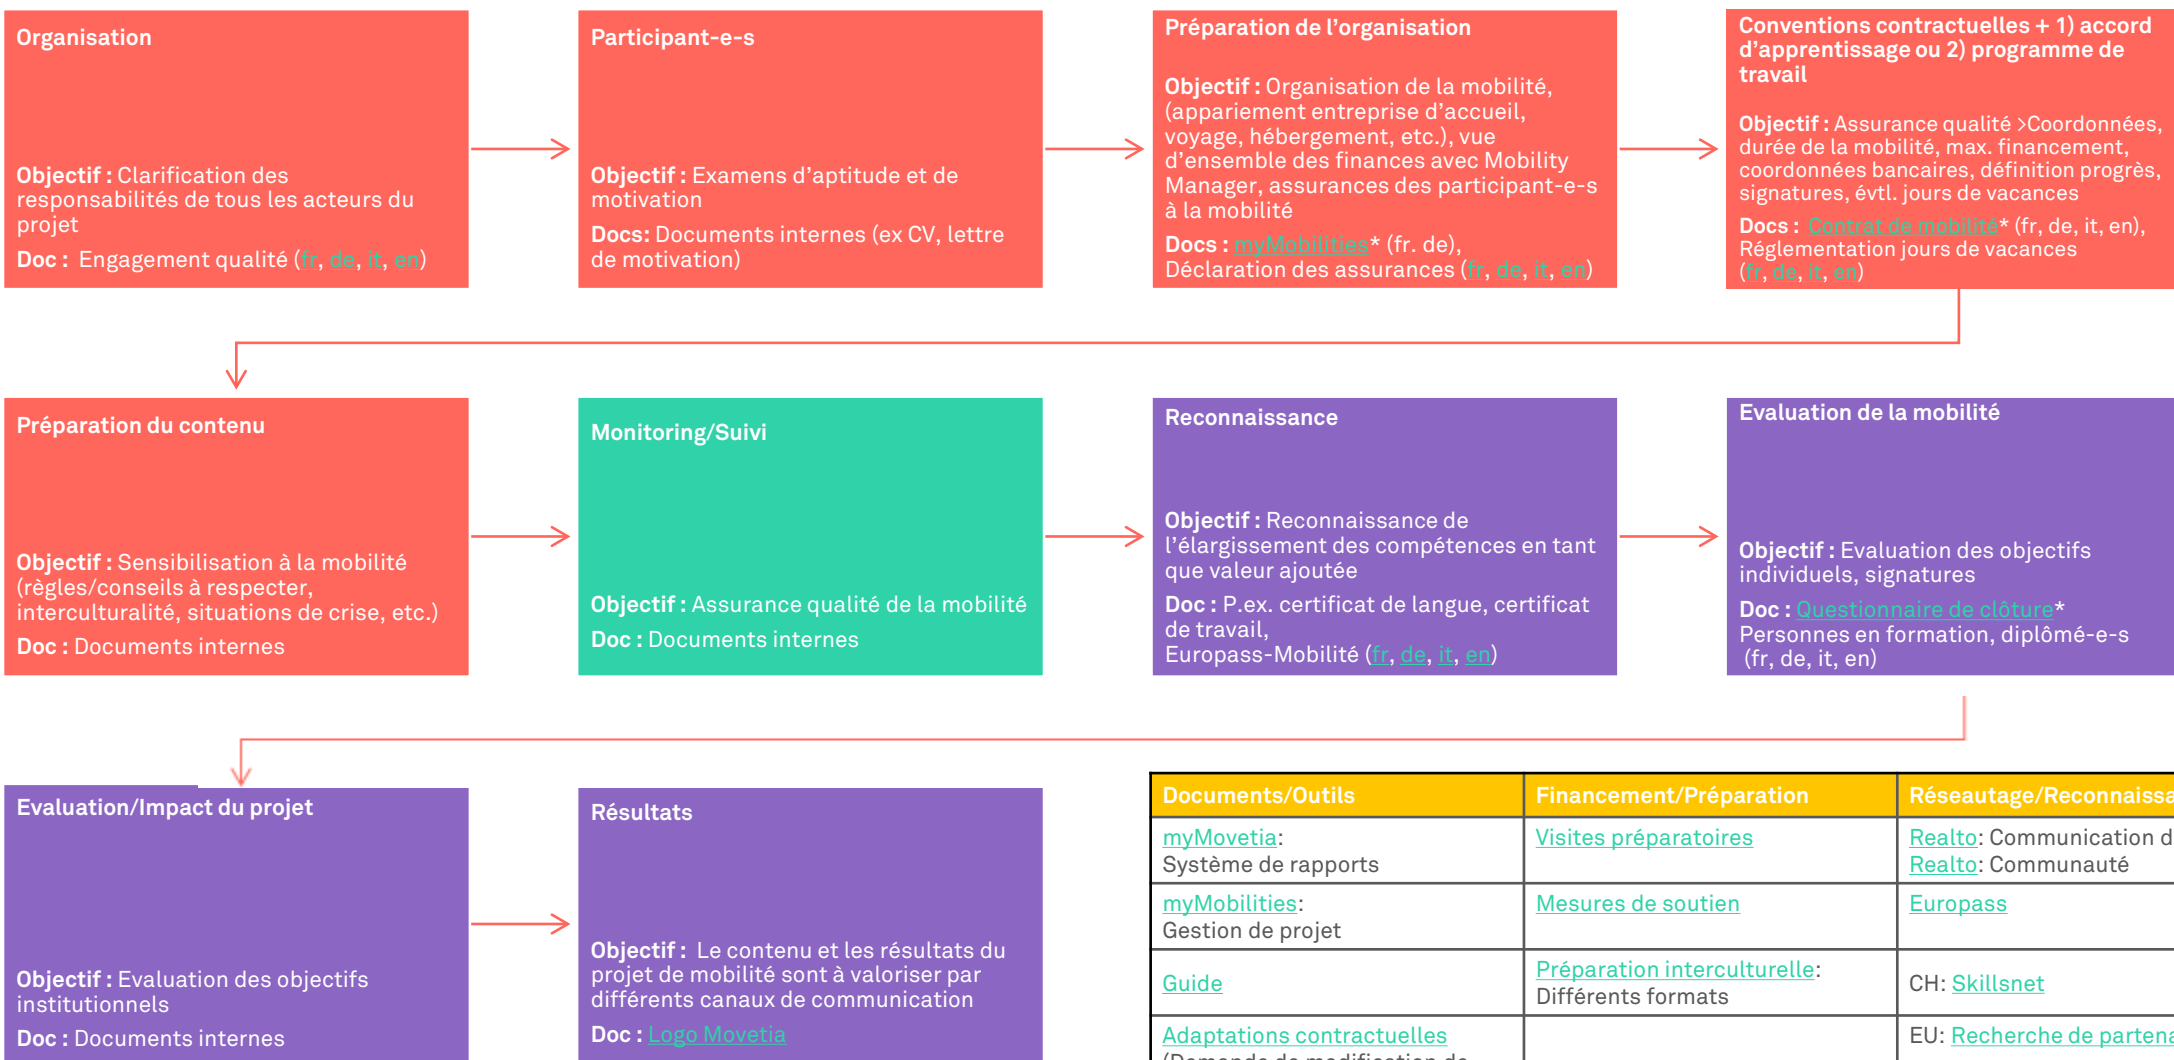 Organisation
Objectif : Clarification des
responsabilités de tous les acteurs du
projet
Doc : Engagement qualité (fr, de, it, en)
Participant-e-s
Objectif : Examens d'aptitude et de
motivation
Docs: Documents internes (ex CV, lettre
de motivation)
Préparation de l'organisation
Objectif : Organisation de la mobilité,
(appariement entreprise d'accueil,
voyage, hébergement, etc.), vue
d'ensemble des finances avec Mobility
Manager, assurances des participant-e-s
à la mobilité
Docs : myMobilities* (fr. de),
Déclaration des assurances (fr, de, it, en)
Conventions contractuelles + 1) accord
d'apprentissage ou 2) programme de
travail
Objectif : Assurance qualité >Coordonnées,
durée de la mobilité, max. financement,
coordonnées bancaires, définition progrès,
signatures, évtl. jours de vacances
Docs : Contrat de mobilité* (fr, de, it, en),
Réglementation jours de vacances
(fr, de, it, en)
Préparation du contenu
Objectif : Sensibilisation à la mobilité
(règles/conseils à respecter,
interculturalité, situations de crise, etc.)
Doc : Documents internes
Monitoring/Suivi
Objectif : Assurance qualité de la mobilité
Doc : Documents internes
Reconnaissance
Objectif : Reconnaissance de
l'élargissement des compétences en tant
que valeur ajoutée
Doc : P.ex. certificat de langue, certificat
de travail,
Europass-Mobilité (fr, de, it, en)
Evaluation de la mobilité
Objectif : Evaluation des objectifs
individuels, signatures
Doc : Questionnaire de clôture*
Personnes en formation, diplômé-e-s
(fr, de, it, en)
Evaluation/Impact du projet
Objectif : Evaluation des objectifs
institutionnels
Doc : Documents internes
Résultats
Objectif : Le contenu et les résultats du
projet de mobilité sont à valoriser par
différents canaux de communication
Doc : Logo Movetia
Documents/Outils
Financement/Préparation
Réseautage/Reconnaissa
myMovetia:
Système de rapports
Visites préparatoires
Realto: Communication d
Realto: Communauté
myMobilities:
Gestion de projet
Mesures de soutien
Europass
Guide
Préparation interculturelle:
Différents formats
CH: Skillsnet
Adaptations contractuelles
(Demande de modification de
EU: Recherche de partena